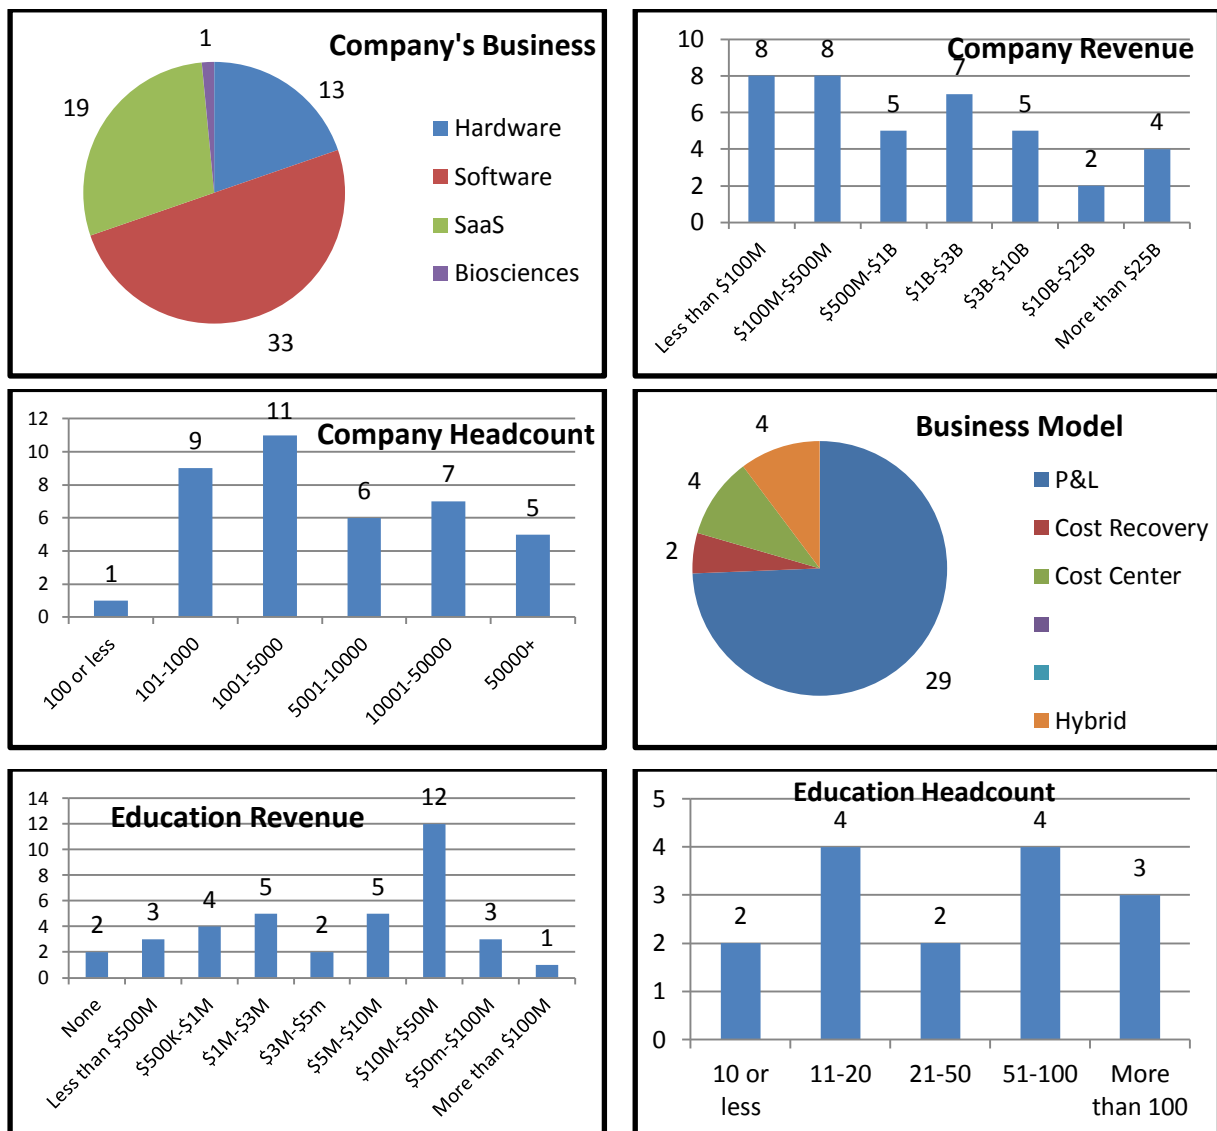 Company's Business
1
13
19
33
Hardware
Software
SaaS
Biosciences
Company Revenue
10
8
6
4
2
0
8
8
5
7
5
2
4
Less than $100M
$100M-$500M
$500M-$1B
$1B-$3B
$3B-$10B
$10B-$25B
More than $25B
Company Headcount
12
10
8
6
4
2
0
1
9
11
6
7
5
100 or less
101-1000
1001-5000
5001-10000
10001-50000
50000+
Business Model
4
4
2
29
P&L
Cost Recovery
Cost Center
Hybrid
Education Revenue
14
12
10
8
6
4
2
0
2
3
4
5
2
5
12
3
1
None
Less than $500M
$500K-$1M
$1M-$3M
$3M-$5m
$5M-$10M
$10M-$50M
$50m-$100M
More than $100M
Education Headcount
5
4
3
2
1
0
2
4
2
4
3
10 or
less
11-20
21-50
51-100
More
than 100